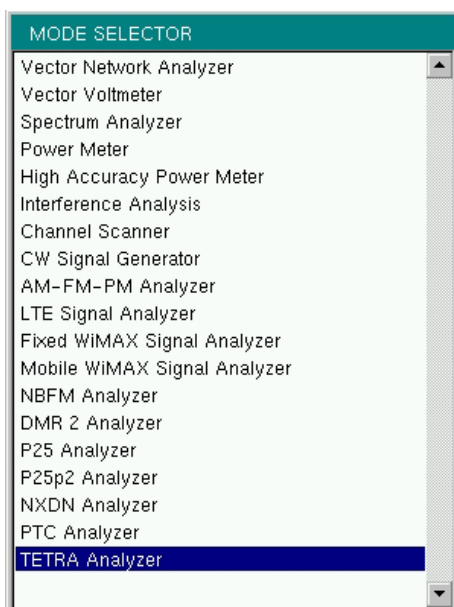 MODE SELECTOR
Vector Network Analyzer
Vector Voltmeter
Spectrum Analyzer
Power Meter
High Accuracy Power Meter
Interference Analysis
Channel Scanner
CW Signal Generator
AM-FM-PM Analyzer
LTE Signal Analyzer
Fixed WiMAX Signal Analyzer
Mobile WiMAX Signal Analyzer
NBFM Analyzer
DMR 2 Analyzer
P25 Analyzer
P25p2 Analyzer
NXDN Analyzer
PTC Analyzer
TETRA Analyzer